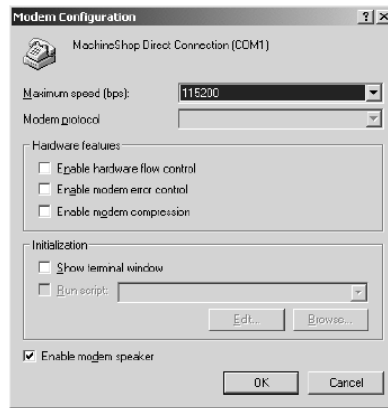 Modem Configuration
MachineShop Direct Connection (COM1)
Maximum speed (bps): 115200
Modem protocol
Hardware features
Enable hardware flow control
Enable modem error control
Enable modem compression
Initialization
Show terminal window
Run script:
Edit... Browse...
Enable modem speaker
OK Cancel